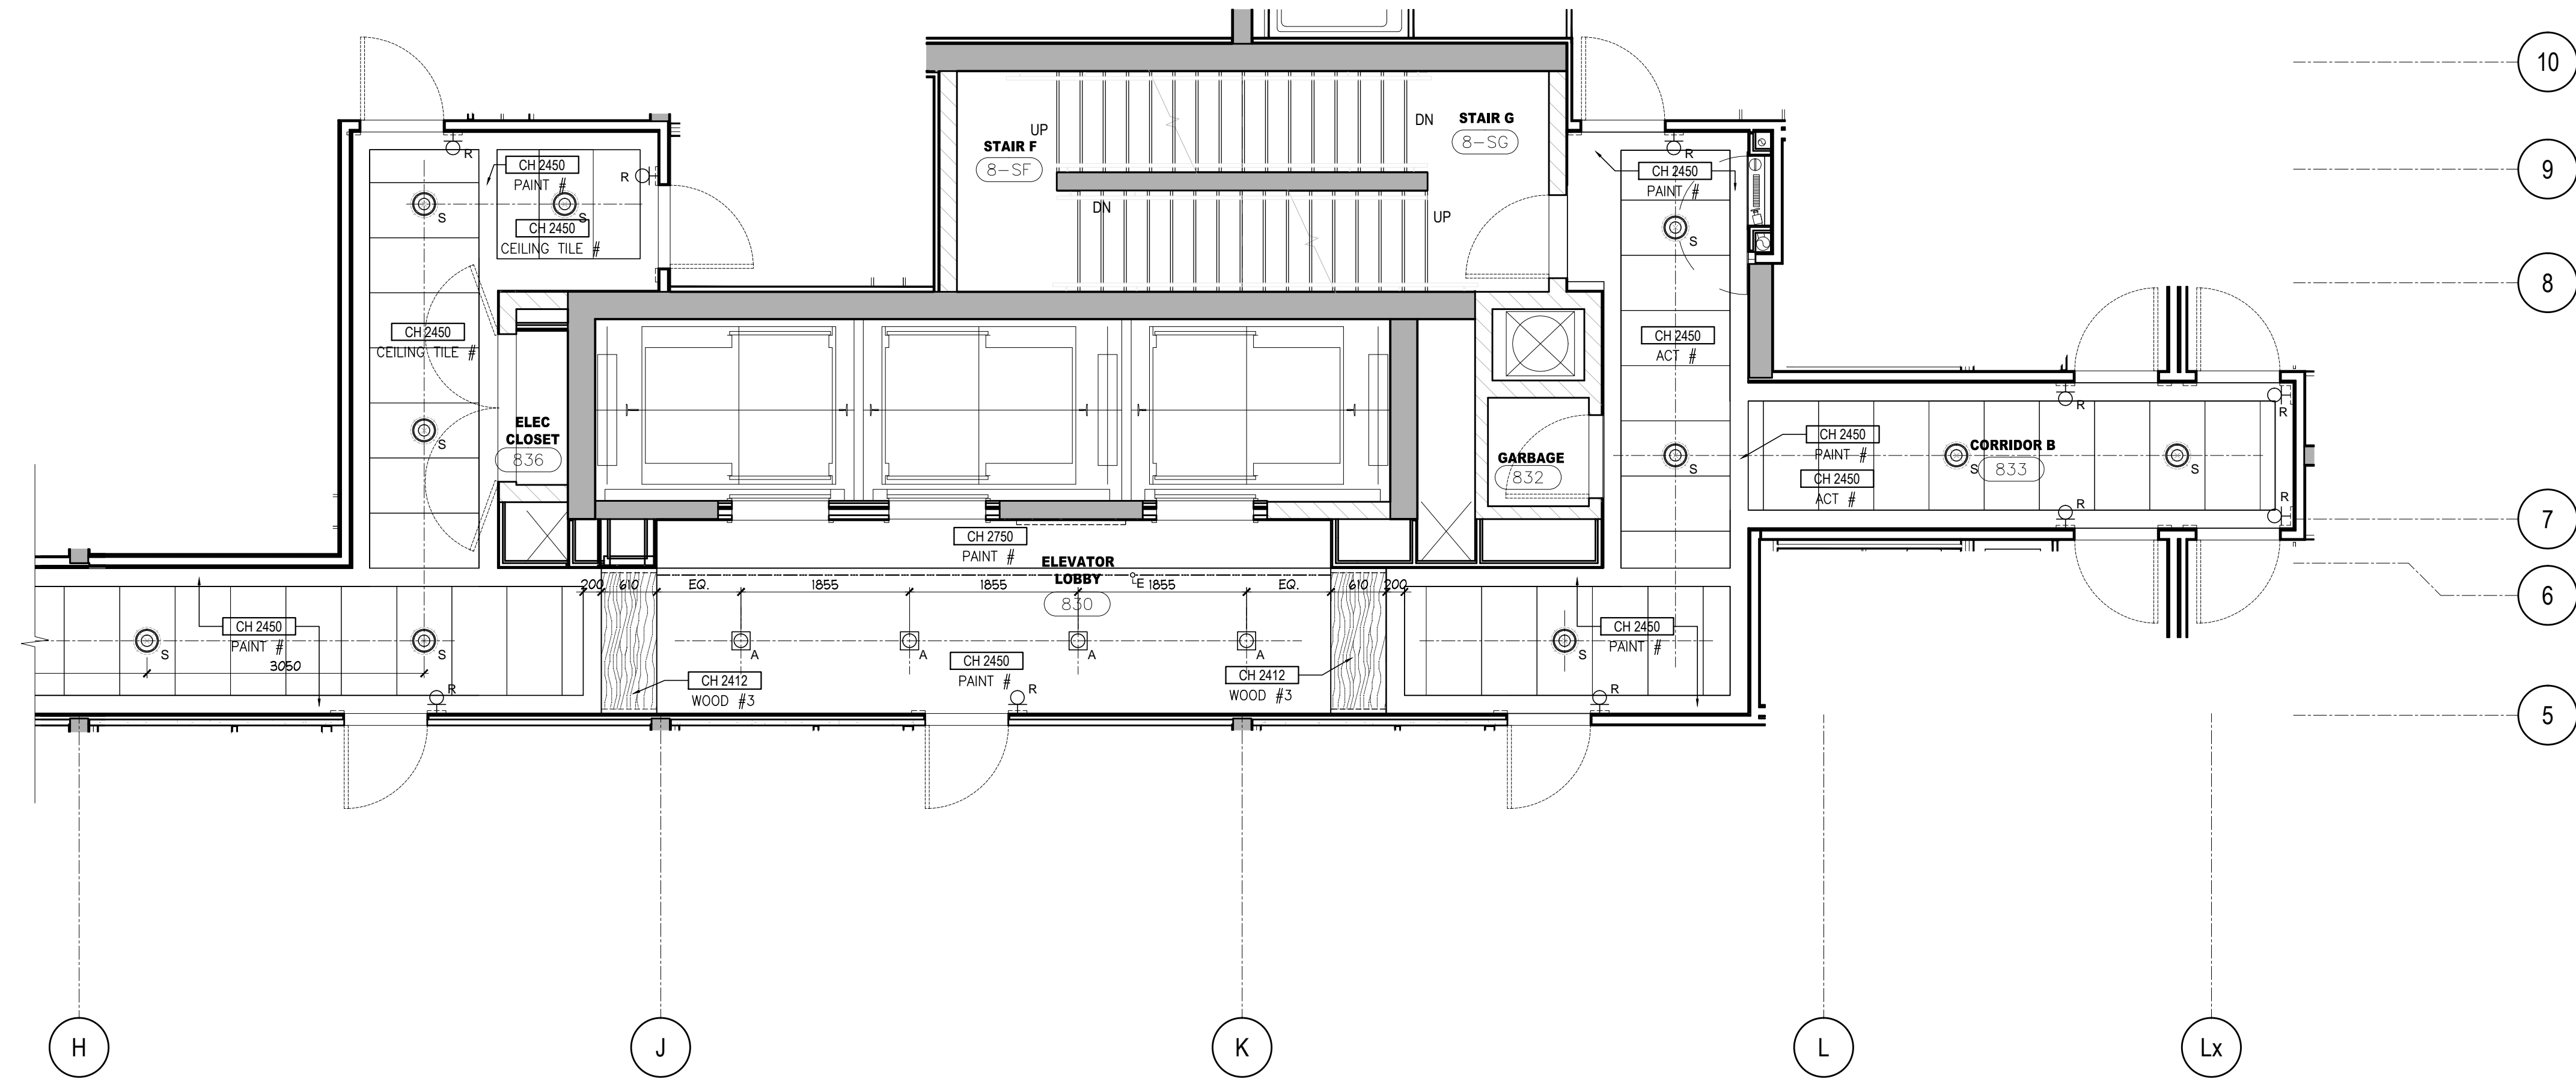 10
9
8
7
6
5
H
J
K
L
Lx
R
CH 2450
PAINT #
R
S
S
CH 2450
CEILING TILE #
CH 2450
CEILING TILE #
S
ELEC
CLOSET
836
UP
STAIR F
8-SF
DN
STAIR G
8-SG
DN
UP
R
CH 2450
PAINT #
S
CH 2450
ACT #
GARBAGE
832
S
CH 2450
PAINT #
CH 2450
ACT #
R
R
S
CORRIDOR B
833
S
R
R
CH 2750
PAINT #
ELEVATOR
LOBBY
830
E
200
610
EQ.
1855
1855
1855
EQ.
610
200
CH 2450
PAINT #
3050
S
S
R
A
A
A
A
CH 2412
WOOD #3
CH 2450
PAINT #
R
CH 2412
WOOD #3
S
CH 2450
PAINT #
R